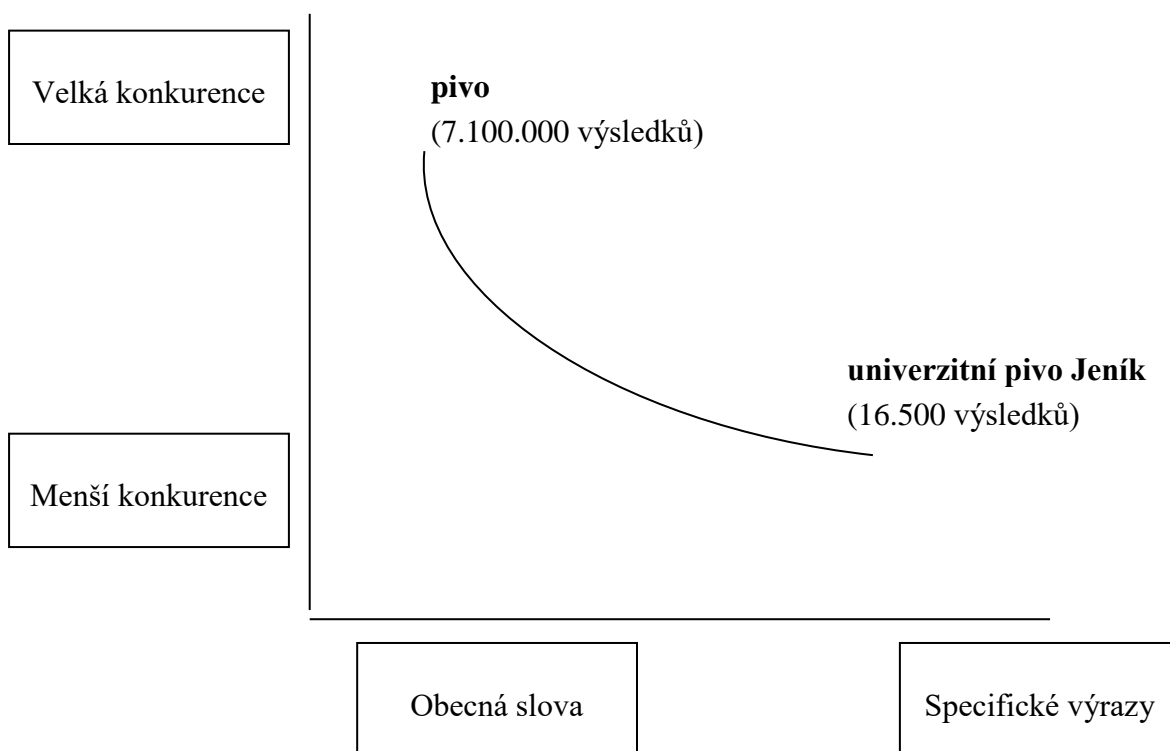 Velká konkurence
pivo
(7.100.000 výsledků)
univerzitní pivo Jeník
(16.500 výsledků)
Menší konkurence
Obecná slova
Specifické výrazy